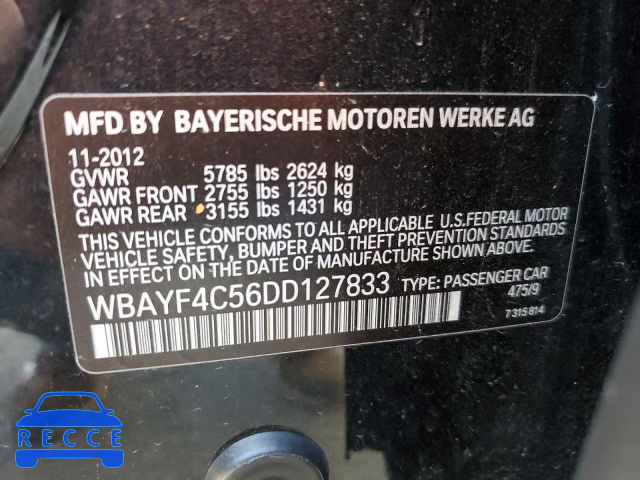 MFD BY BAYERISCHE MOTOREN WERKE AG
11-2012
GVWR 5785 lbs 2624 kg
GAWR FRONT 2755 lbs 1250 kg
GAWR REAR 3155 lbs 1431 kg
THIS VEHICLE CONFORMS TO ALL APPLICABLE U.S.FEDERAL MOTOR
VEHICLE SAFETY, BUMPER AND THEFT PREVENTION STANDARDS
IN EFFECT ON THE DATE OF MANUFACTURE SHOWN ABOVE.
WBAYF4C56DD127833 TYPE: PASSENGER CAR
475/9
7315814
RECCE